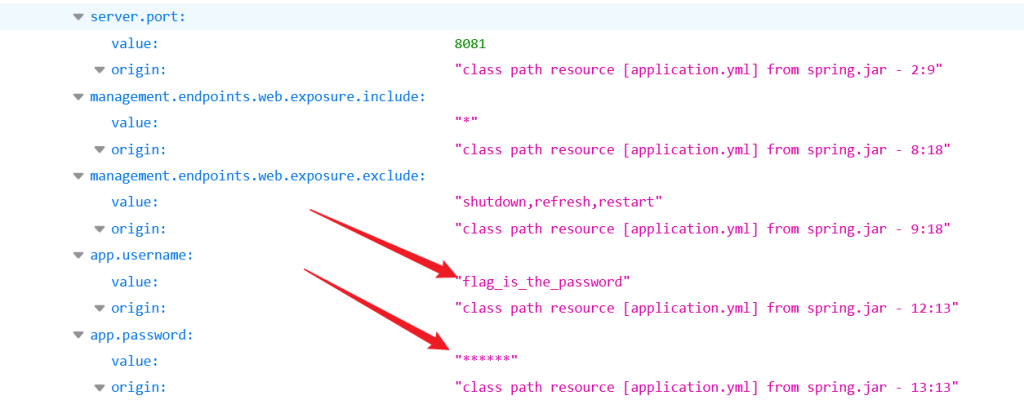 server.port:
value: 8081
origin: "class path resource [application.yml] from spring.jar - 2:9"
management.endpoints.web.exposure.include:
value: "*"
origin: "class path resource [application.yml] from spring.jar - 8:18"
management.endpoints.web.exposure.exclude:
value: "shutdown,refresh,restart"
origin: "class path resource [application.yml] from spring.jar - 9:18"
app.username:
value: "flag_is_the_password"
origin: "class path resource [application.yml] from spring.jar - 12:13"
app.password:
value: "******"
origin: "class path resource [application.yml] from spring.jar - 13:13"